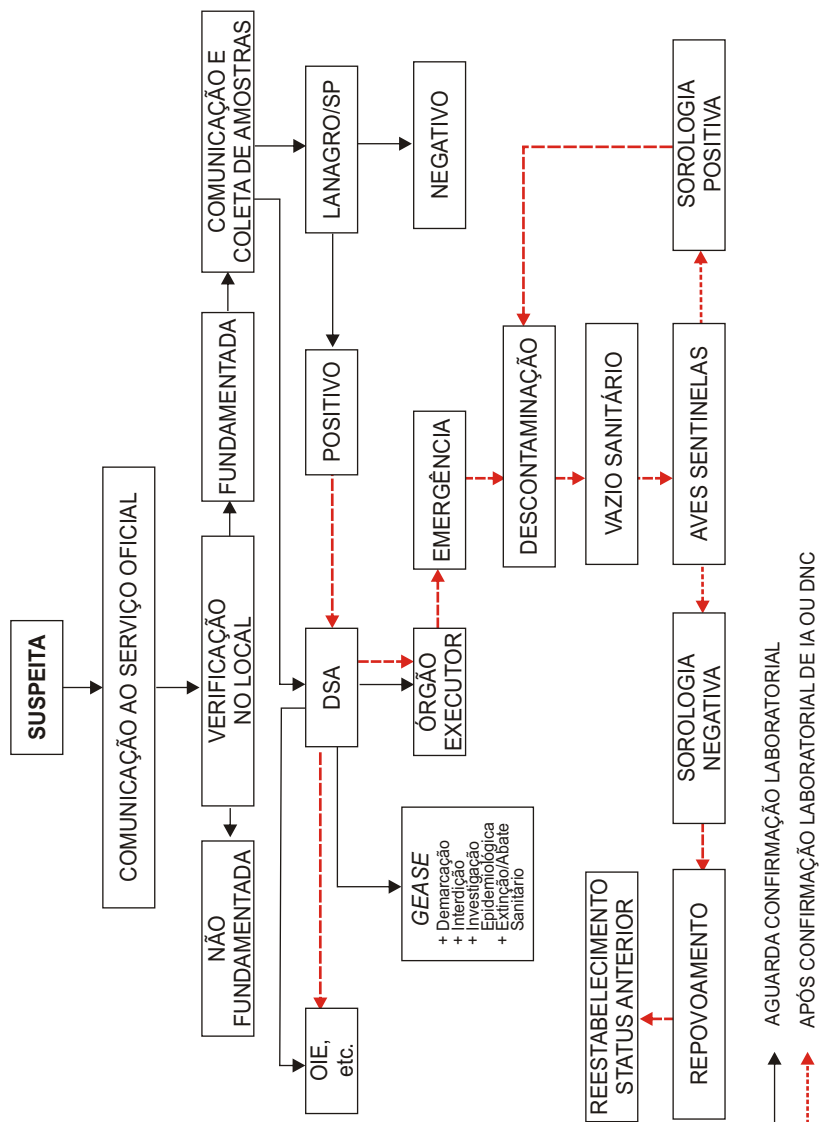 SUSPEITA
COMUNICAÇÃO AO SERVIÇO OFICIAL
NÃO
FUNDAMENTADA
VERIFICAÇÃO
NO LOCAL
FUNDAMENTADA
COMUNICAÇÃO E
COLETA DE AMOSTRAS
OIE,
etc.
DSA
POSITIVO
LANAGRO/SP
GEASE
+ Demarcação
+ Interdição
+ Investigação
Epidemiológica
+ Extinção/Abate
Sanitário
ÓRGÃO
EXECUTOR
EMERGÊNCIA
NEGATIVO
DESCONTAMINAÇÃO
VAZIO SANITÁRIO
REESTABELECIMENTO
STATUS ANTERIOR
REPOVOAMENTO
SOROLOGIA
NEGATIVA
AVES SENTINELAS
SOROLOGIA
POSITIVA
AGUARDA CONFIRMAÇÃO LABORATORIAL
APÓS CONFIRMAÇÃO LABORATORIAL DE IA OU DNC